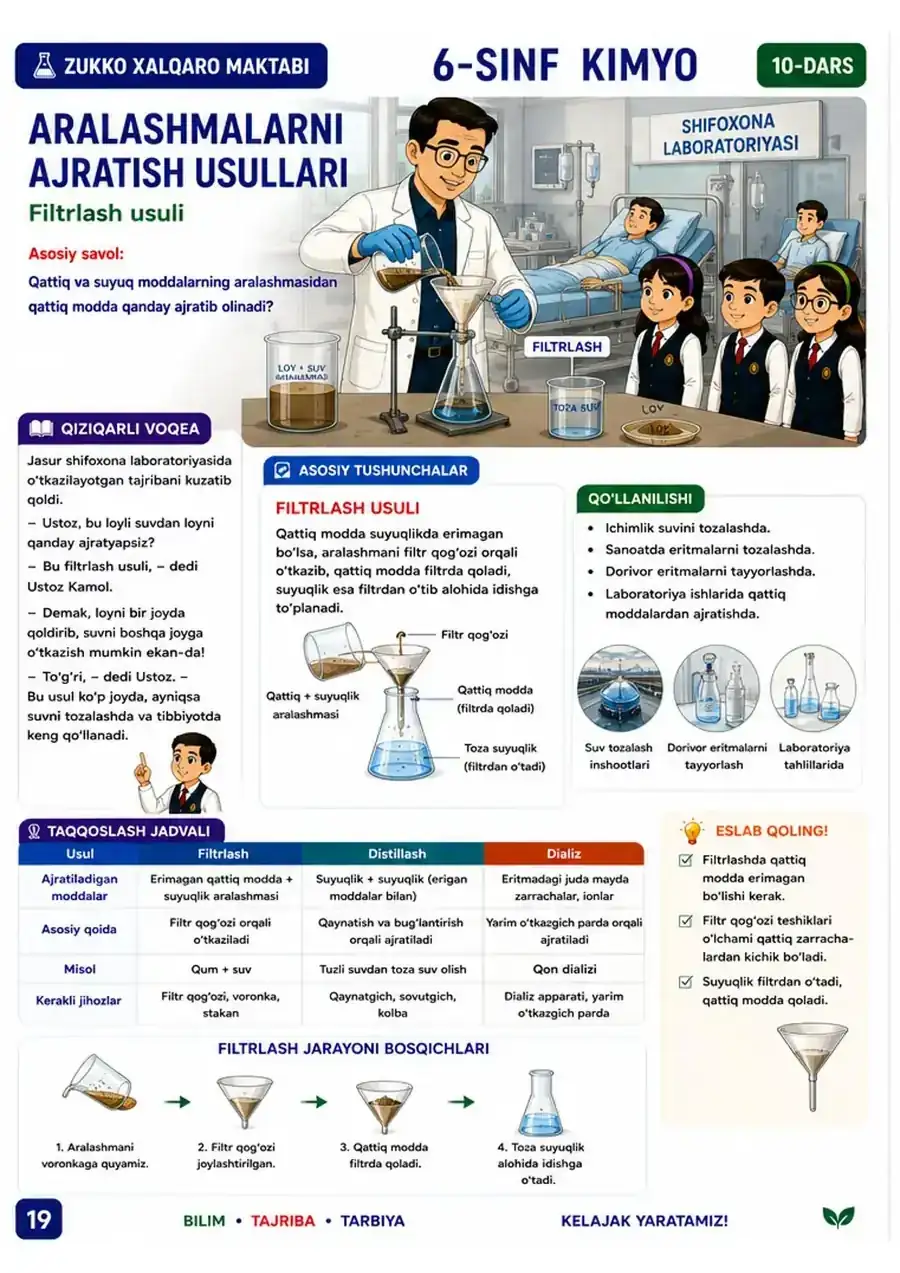 ZUKKO XALQARO MAKTABI
6-SINF KIMYO
10-DARS
ARALASHMALARNI
AJRATISH USULLARI
Filtrlash usuli
Asosiy savol:
Qattiq va suyuq moddalarning aralashmasidan
qattiq modda qanday ajratib olinadi?
SHIFOXONA
LABORATORIYASI
FILTRLASH
LOY + SUV
TOZA SUV
LOY
QIZIQARLI VOQEA
Jasur shifoxona laboratoriyasida
o‘tkazilayotgan tajribani kuzatib
qoldi.
– Ustoz, bu loyli suvdan loyni
qanday ajratyapsiz?
– Bu filtrlash usuli, – dedi
Ustoz Kamol.
– Demak, loyni bir joyda
qoldirib, suvni boshqa joyga
o‘tkazish mumkin ekan-da!
– To‘g‘ri, – dedi Ustoz. –
Bu usul ko‘p joyda, ayniqsa
suvni tozalashda va tibbiyotda
keng qo‘llanadi.
ASOSIY TUSHUNCHALAR
FILTRLASH USULI
Qattiq modda suyuqlikda erimagan
bo‘lsa, aralashmani filtr qog‘ozi orqali
o‘tkazib, qattiq modda filtrda qoladi,
suyuqlik esa filtrdan o‘tib alohida idishga
to‘planadi.
Filtr qog‘ozi
Qattiq + suyuqlik
aralashmasi
Qattiq modda
(filtrda qoladi)
Toza suyuqlik
(filtrdan o‘tadi)
QO‘LLANILISHI
• Ichimlik suvini tozalashda.
• Sanoatda eritmalarni tozalashda.
• Dorivor eritmalarni tayyorlashda.
• Laboratoriya ishlarida qattiq
moddalardan ajratishda.
Suv tozalash
inshootlari
Dorivor eritmalarni
tayyorlash
Laboratoriya
tahlillarida
TAQQOSLASH JADVALI
Usul Filtrlash Distillash Dializ
Ajratiladigan
moddalar
Erimagan qattiq modda +
suyuqlik aralashmasi
Suyuqlik + suyuqlik (erigan
moddalar bilan)
Eritmadagi juda mayda
zarrachalar, ionlar
Asosiy qoida
Filtr qog‘ozi orqali
o‘tkaziladi
Qaynatish va bug‘lantirish
orqali ajratiladi
Yarim o‘tkazgich parda orqali
ajratiladi
Misol Qum + suv Tuzli suvdan toza suv olish Qon dializi
Kerakli jihozlar
Filtr qog‘ozi, voronka,
stakan
Qaynatgich, sovutgich,
kolba
Dializ apparati, yarim
o‘tkazgich parda
ESLAB QOLING!
Filtrlashda qattiq
modda erimagan
bo‘lishi kerak.
Filtr qog‘ozi teshiklari
o‘lchami qattiq zarracha-
lardan kichik bo‘ladi.
Suyuqlik filtrdan o‘tadi,
qattiq modda qoladi.
FILTRLASH JARAYONI BOSQICHLARI
1. Aralashmani
voronkaga quyamiz.
2. Filtr qog‘ozi
joylashtirilgan.
3. Qattiq modda
filtrda qoladi.
4. Toza suyuqlik
alohida idishga
o‘tadi.
19
BILIM • TAJRIBA • TARBIYA
KELAJAK YARATAMIZ!